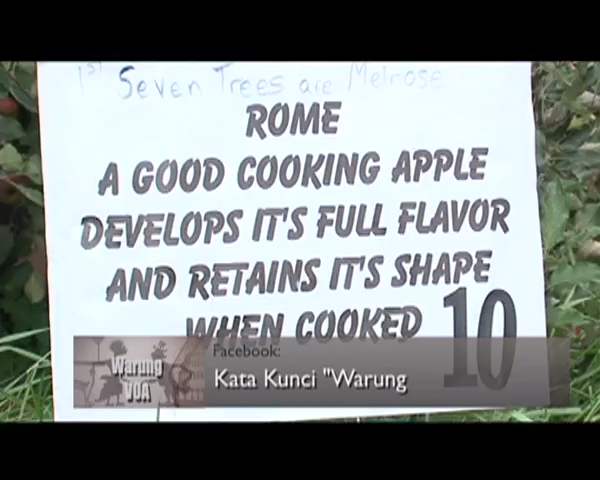 1ST Seven Trees are Melrose
ROME
A GOOD COOKING APPLE
DEVELOPS IT'S FULL FLAVOR
AND RETAINS IT'S SHAPE
WHEN COOKED
10
Warung
VOA
Facebook:
Kata Kunci "Warung